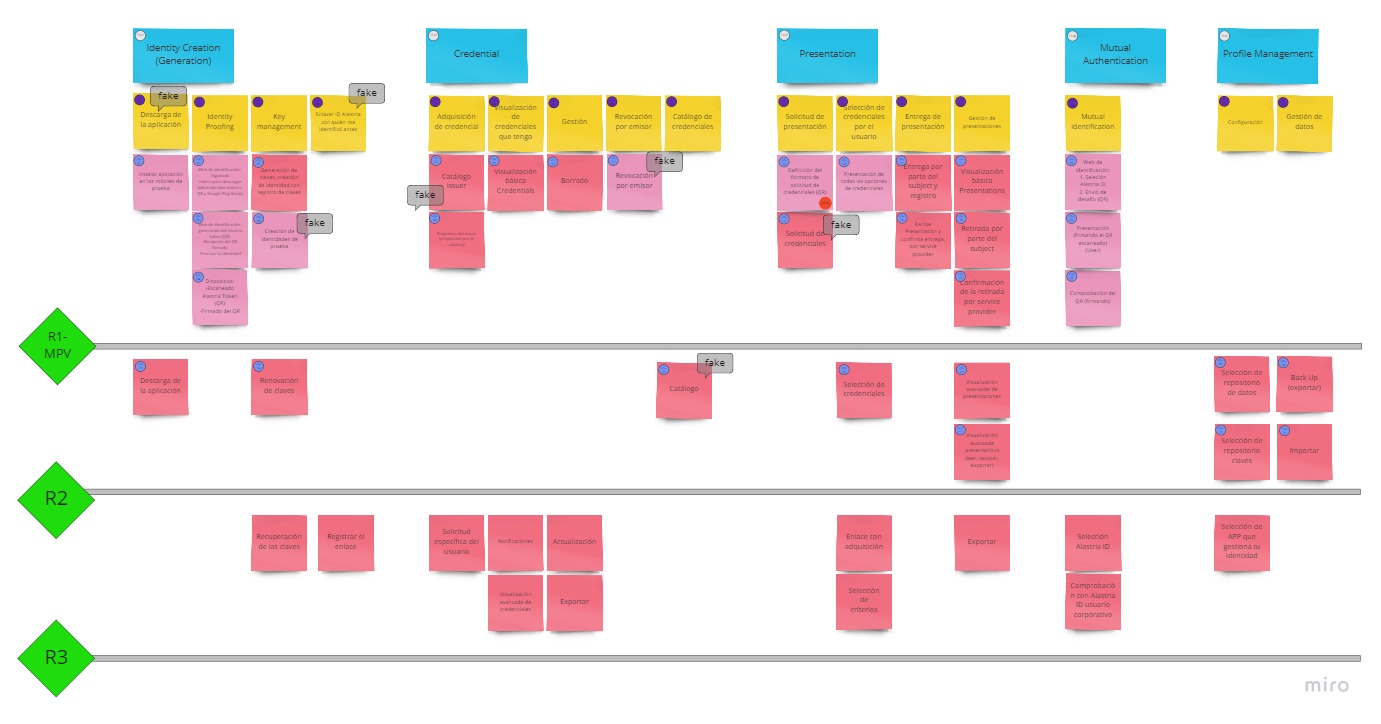 Identity Creation
(Generation)
Credential
Presentation
Mutual
Authentication
Profile Management
fake
fake
Descarga de
la aplicación
Identity
Proofing
Key
management
Enlazar ID Alastria
con quién me
identificó antes
Adquisición
de credencial
Visualización
de
credenciales
que tengo
Gestión
Revocación
por emisor
Catálogo de
credenciales
Solicitud de
presentación
Selección de
credenciales
por el
usuario
Entrega de
presentación
Gestión de
presentaciones
Mutual
identification
Configuración
Gestión de
datos
Instalar aplicación
en los móviles de
prueba
Generación de
claves, creación
de identidad con
registro de claves
fake
Catálogo
issuer
Visualización
básica
Credentials
Borrado
Revocación
por emisor
fake
Definición del
formato de
solicitud de
credenciales (QR)
Presentación de
todas las opciones
de credenciales
Entrega por
parte del
subject y
registro
Visualización
básica
Presentations
Web de
identificación
1. Selección
Alastria ID
2. Envío de
desafío (QR)
Creación de
identidades de
prueba
fake
Solicitud de
credenciales
fake
Recibe
Presentation y
confirma entrega,
por service
provider
Retirada por
parte del
subject
Presentación
(Firmando el QR
escaneado)
(User)
Dispositivo:
-Escaneado
Alastria Token
(QR)
-Firmado del QR
Confirmación
de la retirada
por service
provider
Comprobación del
QR (firmando)
R1-
MPV
Descarga de
la aplicación
Renovación
de claves
Catálogo
fake
Selección de
credenciales
Visualización
avanzada de
presentaciones
Selección de
repositorio
de datos
Back Up
(exportar)
Visualización
Avanzada
presentations
(leer, revocar,
exportar)
Selección de
repositorio
claves
Importar
R2
Recuperación
de las claves
Registrar el
enlace
Solicitud
específica del
usuario
Notificaciones
Actualización
Enlace con
adquisición
Exportar
Selección
Alastria ID
Selección de
APP que
gestiona tu
identidad
Visualización
avanzada de
credenciales
Exportar
Selección
de
criterios
Comprobació
n con Alastria
ID usuario
corporativo
R3
miro